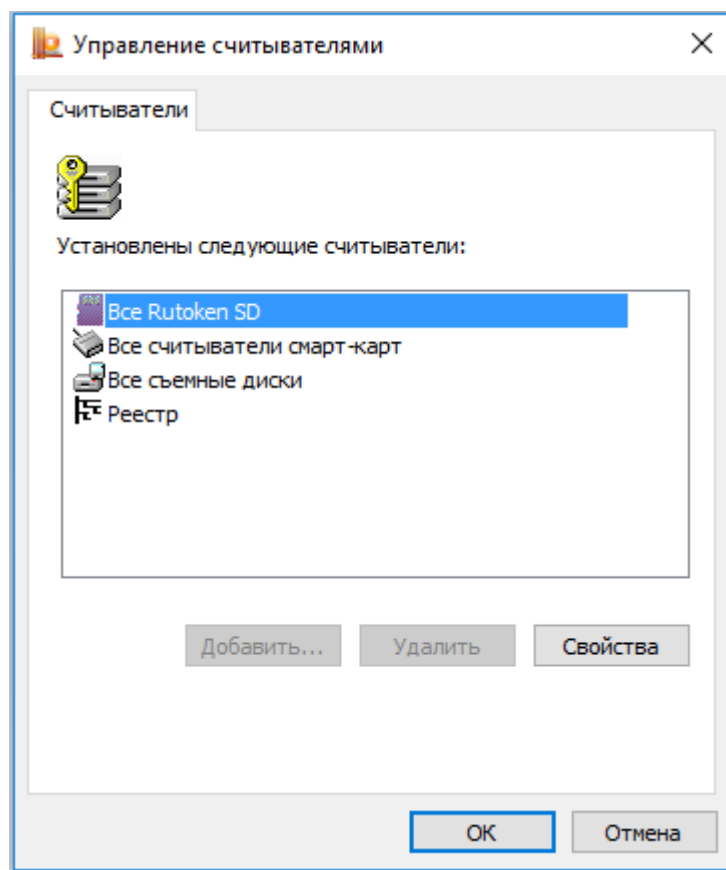 Управление считывателями
Считыватели
Установлены следующие считыватели:
Все Rutoken SD
Все считыватели смарт-карт
Все съемные диски
Реестр
Добавить... Удалить Свойства
ОК Отмена